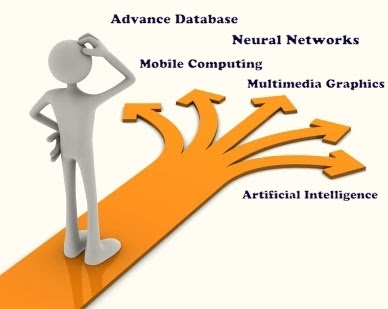 Advance Database
Neural Networks
Mobile Computing
Multimedia Graphics
Artificial Intelligence